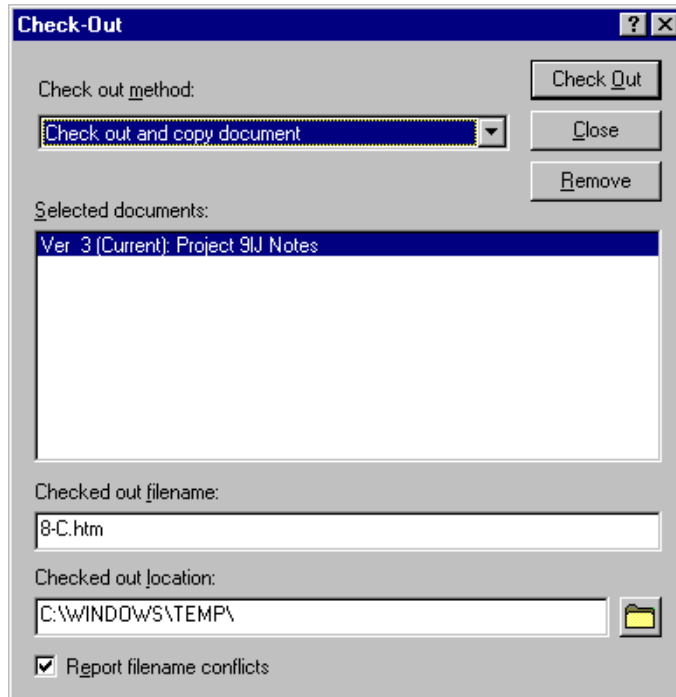 Check-Out
Check out method:
Check Out
Check out and copy document
Close
Remove
Selected documents:
Ver 3 (Current): Project 9IJ Notes
Checked out filename:
8-C.htm
Checked out location:
C:\WINDOWS\TEMP\
Report filename conflicts